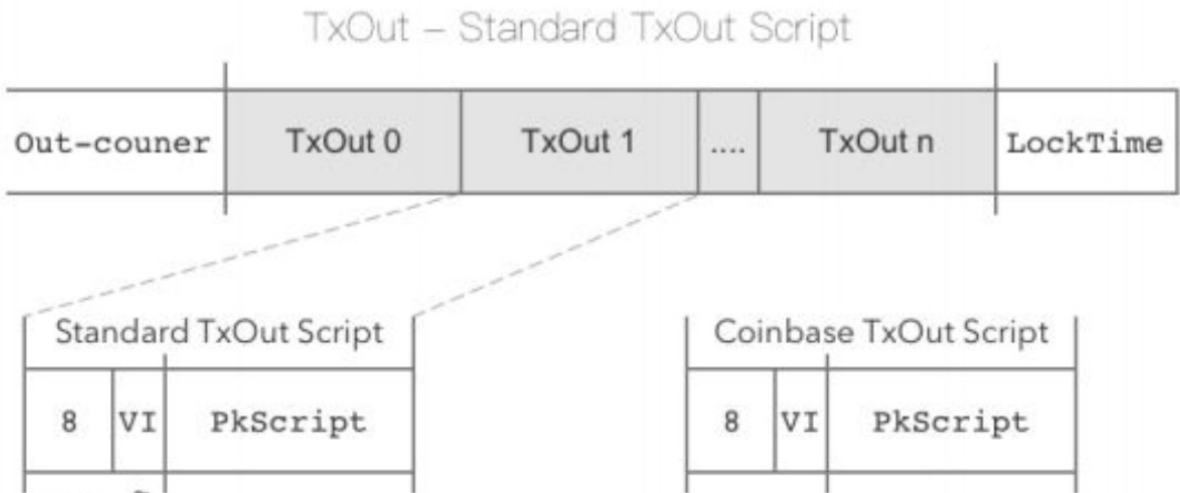 TxOut – Standard TxOut Script
Out-couner TxOut 0 TxOut 1 .... TxOut n LockTime
Standard TxOut Script Coinbase TxOut Script
8 VI PkScript 8 VI PkScript